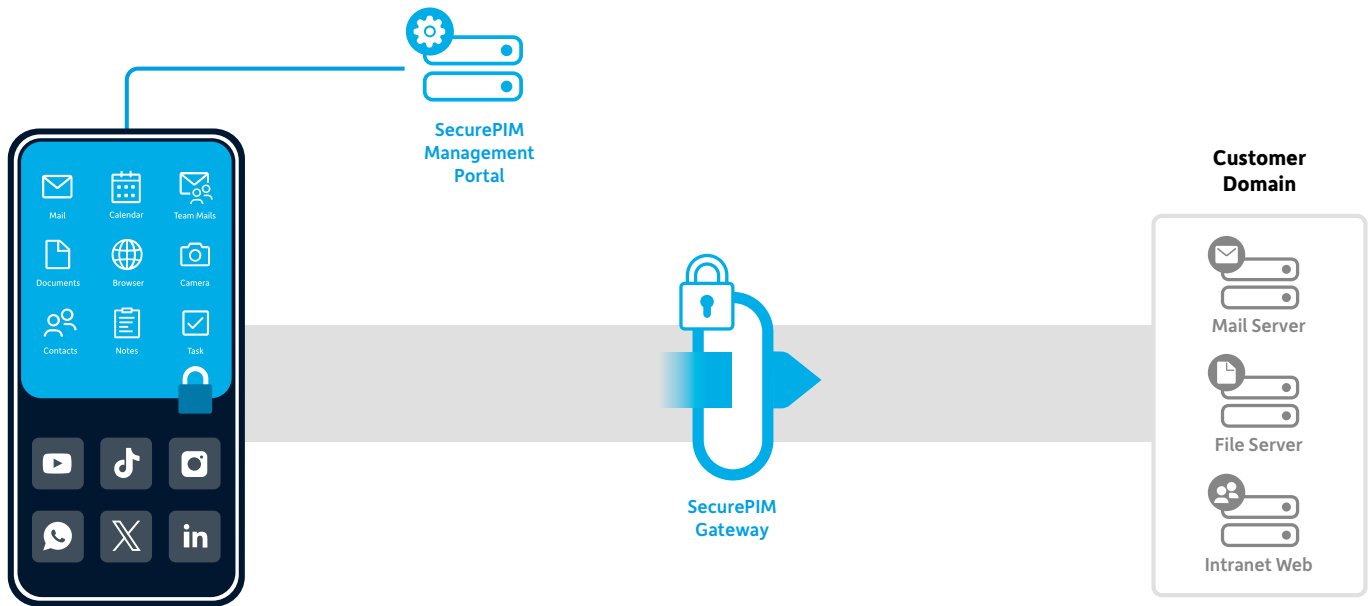 SecurePIM
Management
Portal
Customer
Domain
Mail
Calendar
Team Mails
Documents
Browser
Camera
Contacts
Notes
Task
in
SecurePIM
Gateway
Mail Server
File Server
Intranet Web